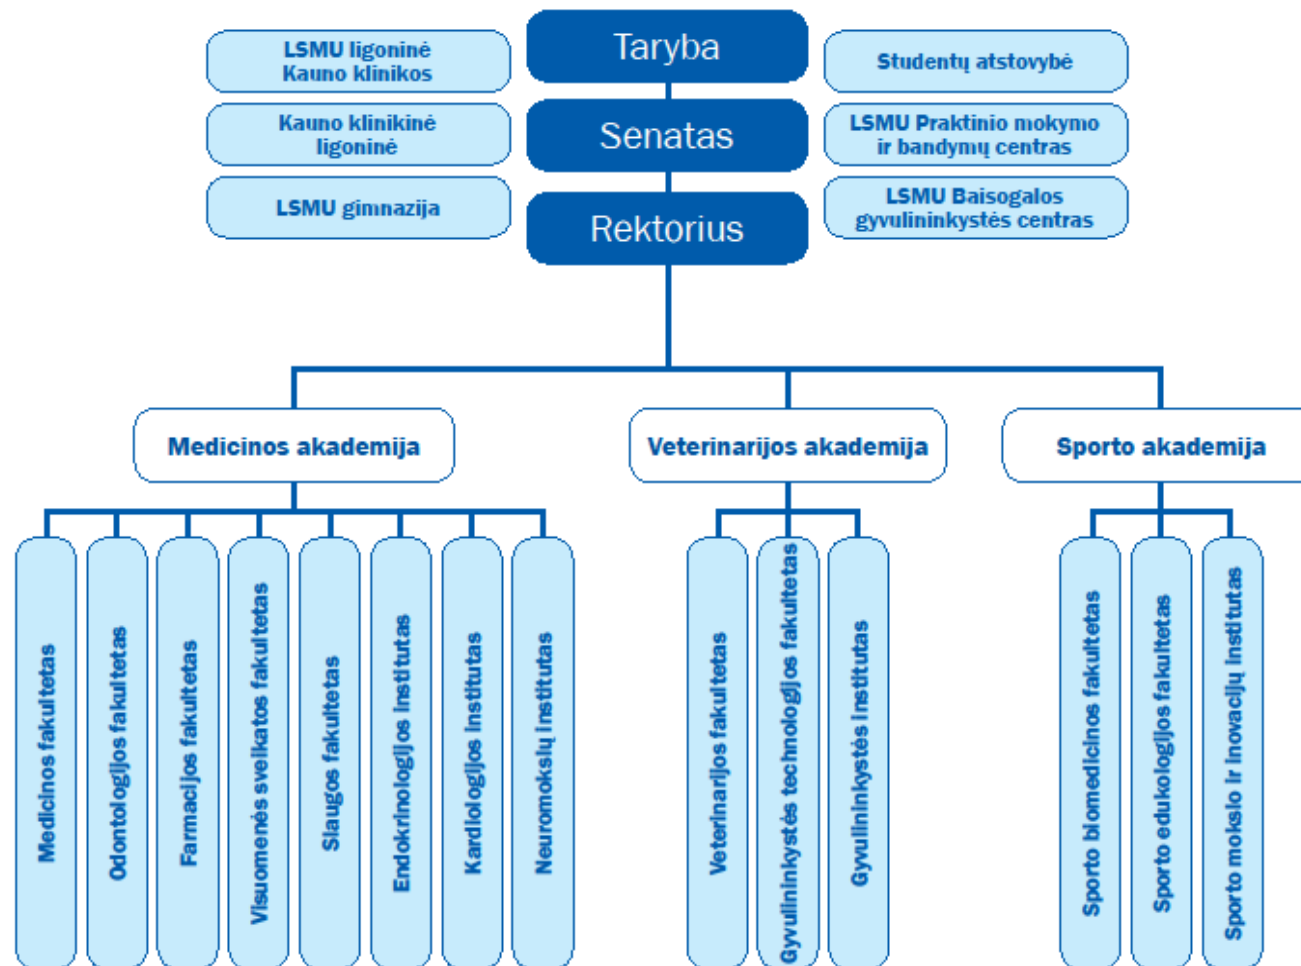 Taryba
Senatas
Rektorius
LSMU ligoninė
Kauno klinikos
Kauno klinikinė
ligoninė
LSMU gimnazija
Studentų atstovybė
LSMU Praktinio mokymo
ir bandymų centras
LSMU Baisogalos
gyvulininkystės centras
Medicinos akademija
Veterinarijos akademija
Sporto akademija
Medicinos fakultetas
Odontologijos fakultetas
Farmacijos fakultetas
Visuomenės sveikatos fakultetas
Slaugos fakultetas
Endokrinologijos institutas
Kardiologijos institutas
Neuromokslų institutas
Veterinarijos fakultetas
Gyvulininkystės technologijos fakultetas
Gyvulininkystės institutas
Sporto biomedicinos fakultetas
Sporto edukologijos fakultetas
Sporto mokslo ir inovacijų institutas